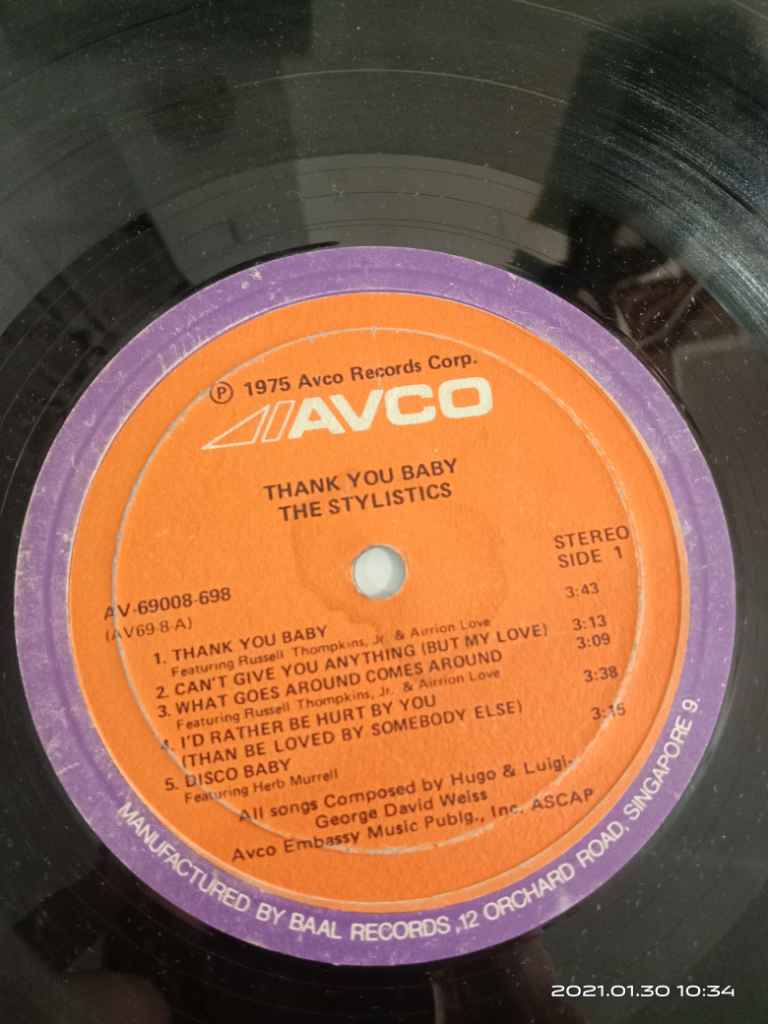 ℗ 1975 Avco Records Corp.
AVCO
THANK YOU BABY
THE STYLISTICS
STEREO
SIDE 1
AV-69008-698
(AV69-8-A)
1. THANK YOU BABY 3:43
Featuring Russell Thompkins, Jr. & Airrion Love
2. CAN'T GIVE YOU ANYTHING (BUT MY LOVE) 3:13
3. WHAT GOES AROUND COMES AROUND 3:09
Featuring Russell Thompkins, Jr. & Airrion Love
4. I'D RATHER BE HURT BY YOU
(THAN BE LOVED BY SOMEBODY ELSE) 3:38
5. DISCO BABY 3:15
Featuring Herb Murrell
All songs Composed by Hugo & Luigi-
George David Weiss
Avco Embassy Music Publg., Inc. ASCAP
MANUFACTURED BY BAAL RECORDS ,12 ORCHARD ROAD, SINGAPORE 9.
2021.01.30 10:34